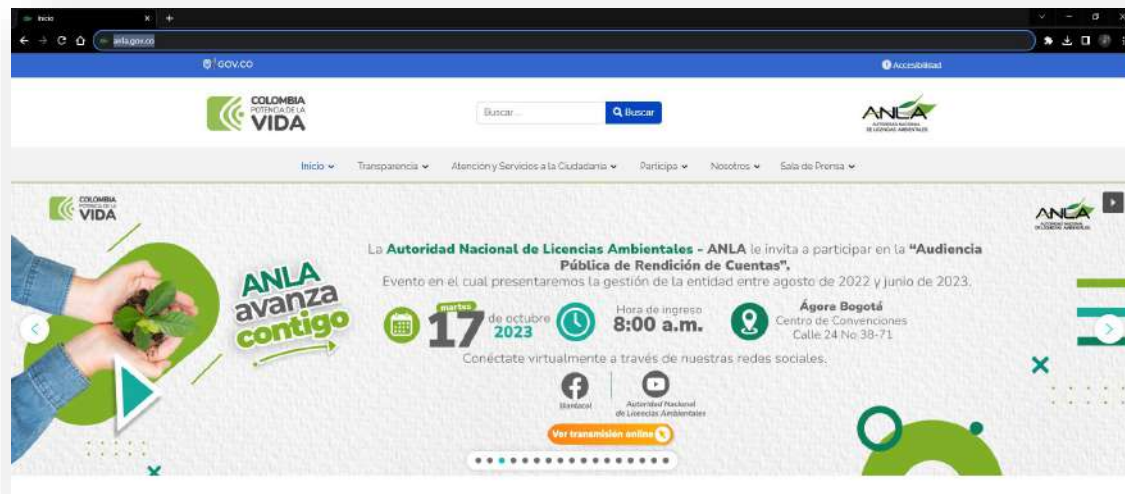 Inicio
anla.gov.co
GOV.CO
Accesibilidad
COLOMBIA
POTENCIA DE LA
VIDA
Buscar ...
Buscar
ANLA
AUTORIDAD NACIONAL
DE LICENCIAS AMBIENTALES
Inicio
Transparencia
Atención y Servicios a la Ciudadanía
Participa
Nosotros
Sala de Prensa
COLOMBIA
POTENCIA DE LA
VIDA
ANLA
AUTORIDAD NACIONAL
DE LICENCIAS AMBIENTALES
ANLA
avanza
contigo
La Autoridad Nacional de Licencias Ambientales - ANLA le invita a participar en la “Audiencia
Pública de Rendición de Cuentas”,
Evento en el cual presentaremos la gestión de la entidad entre agosto de 2022 y junio de 2023.
martes
17 de octubre
2023
Hora de ingreso
8:00 a.m.
Ágora Bogotá
Centro de Convenciones
Calle 24 No 38-71
Conéctate virtualmente a través de nuestras redes sociales.
Autoridad Nacional
de Licencias Ambientales
Ver transmisión online